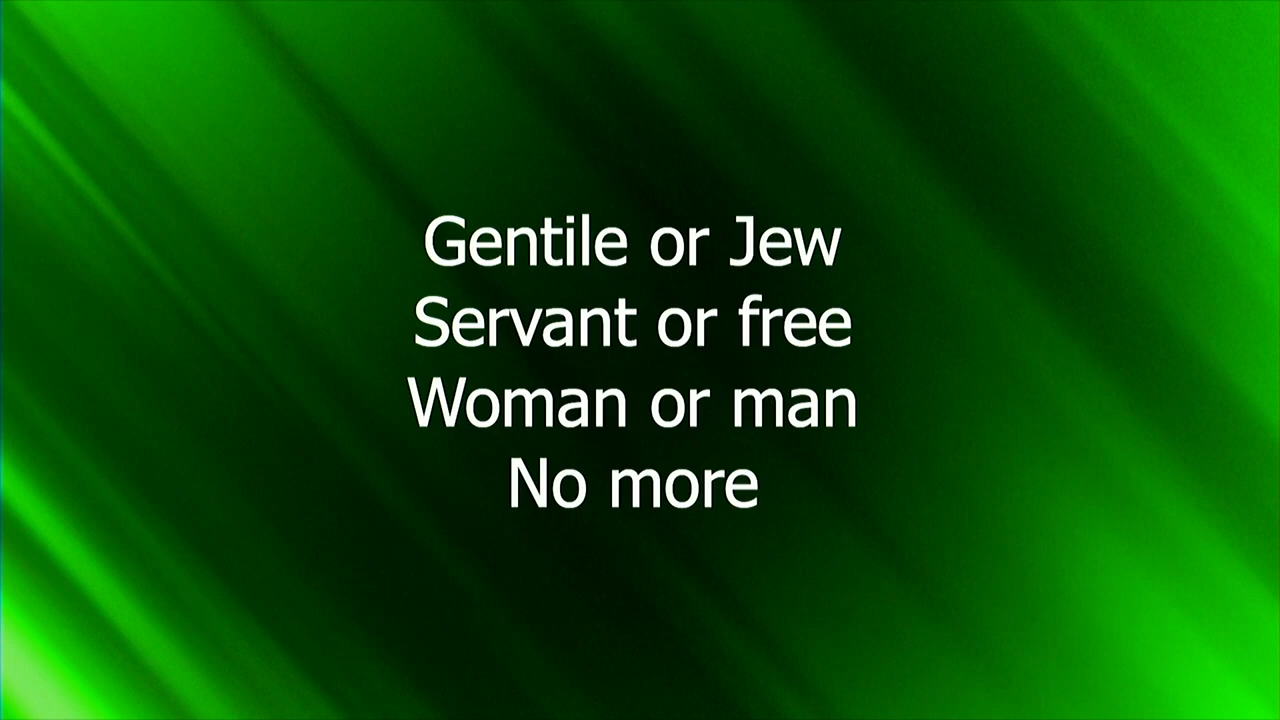 Gentile or Jew
Servant or free
Woman or man
No more